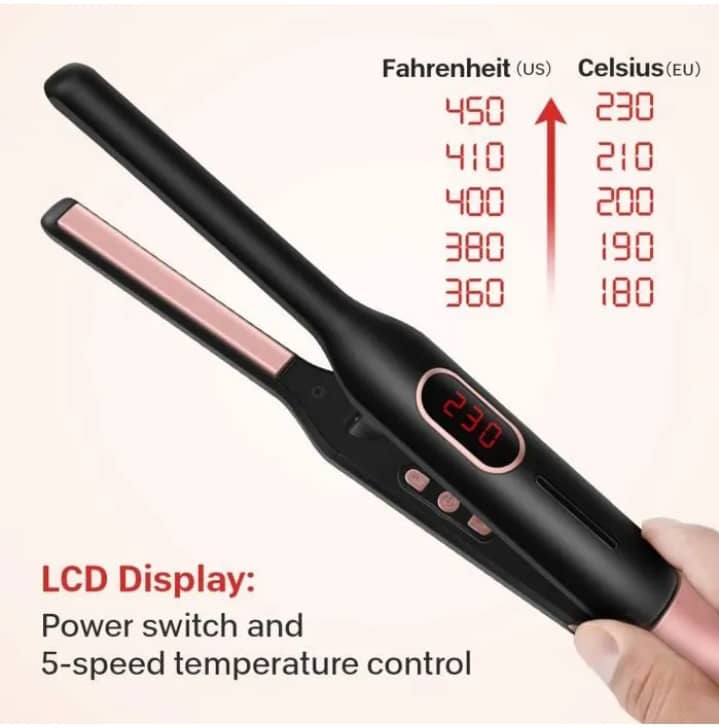 Fahrenheit (US) Celsius(EU)
450 230
410 210
400 200
380 190
360 180
230
LCD Display:
Power switch and
5-speed temperature control